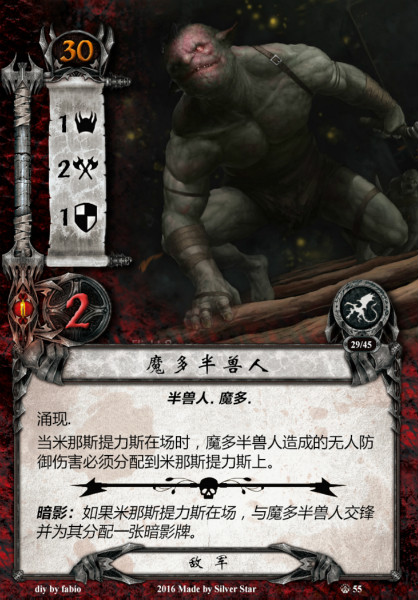 30
1
2
1
2
29/45
魔多半兽人
半兽人. 魔多.
涌现.
当米那斯提力斯在场时，魔多半兽人造成的无人防
御伤害必须分配到米那斯提力斯上。
暗影：如果米那斯提力斯在场，与魔多半兽人交锋
并为其分配一张暗影牌。
敌军
diy by fabio 2016 Made by Silver Star 55